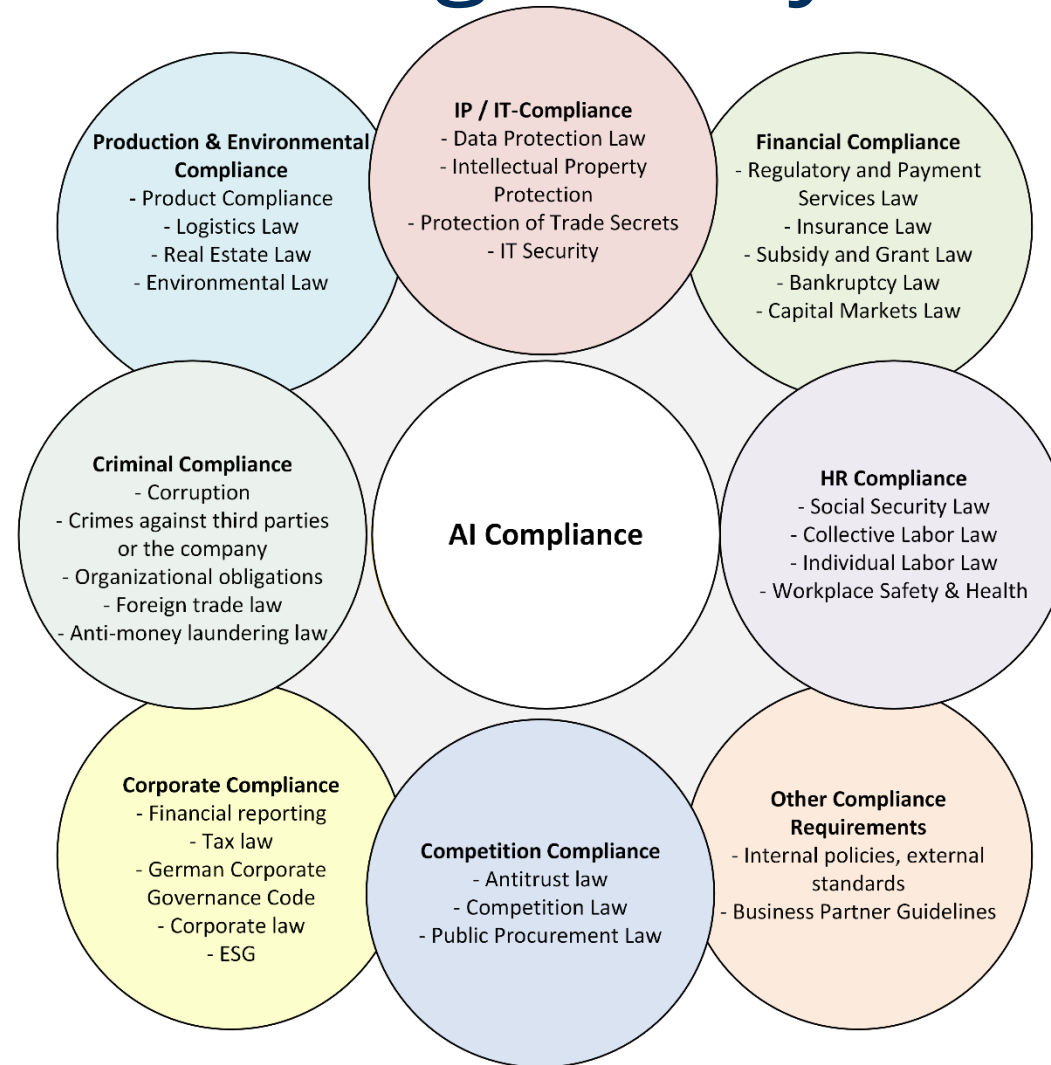 IP / IT-Compliance
- Data Protection Law
- Intellectual Property
Protection
- Protection of Trade Secrets
- IT Security
Production & Environmental
Compliance
- Product Compliance
- Logistics Law
- Real Estate Law
- Environmental Law
Financial Compliance
- Regulatory and Payment
Services Law
- Insurance Law
- Subsidy and Grant Law
- Bankruptcy Law
- Capital Markets Law
Criminal Compliance
- Corruption
- Crimes against third parties
or the company
- Organizational obligations
- Foreign trade law
- Anti-money laundering law
AI Compliance
HR Compliance
- Social Security Law
- Collective Labor Law
- Individual Labor Law
- Workplace Safety & Health
Corporate Compliance
- Financial reporting
- Tax law
- German Corporate
Governance Code
- Corporate law
- ESG
Competition Compliance
- Antitrust law
- Competition Law
- Public Procurement Law
Other Compliance
Requirements
- Internal policies, external
standards
- Business Partner Guidelines